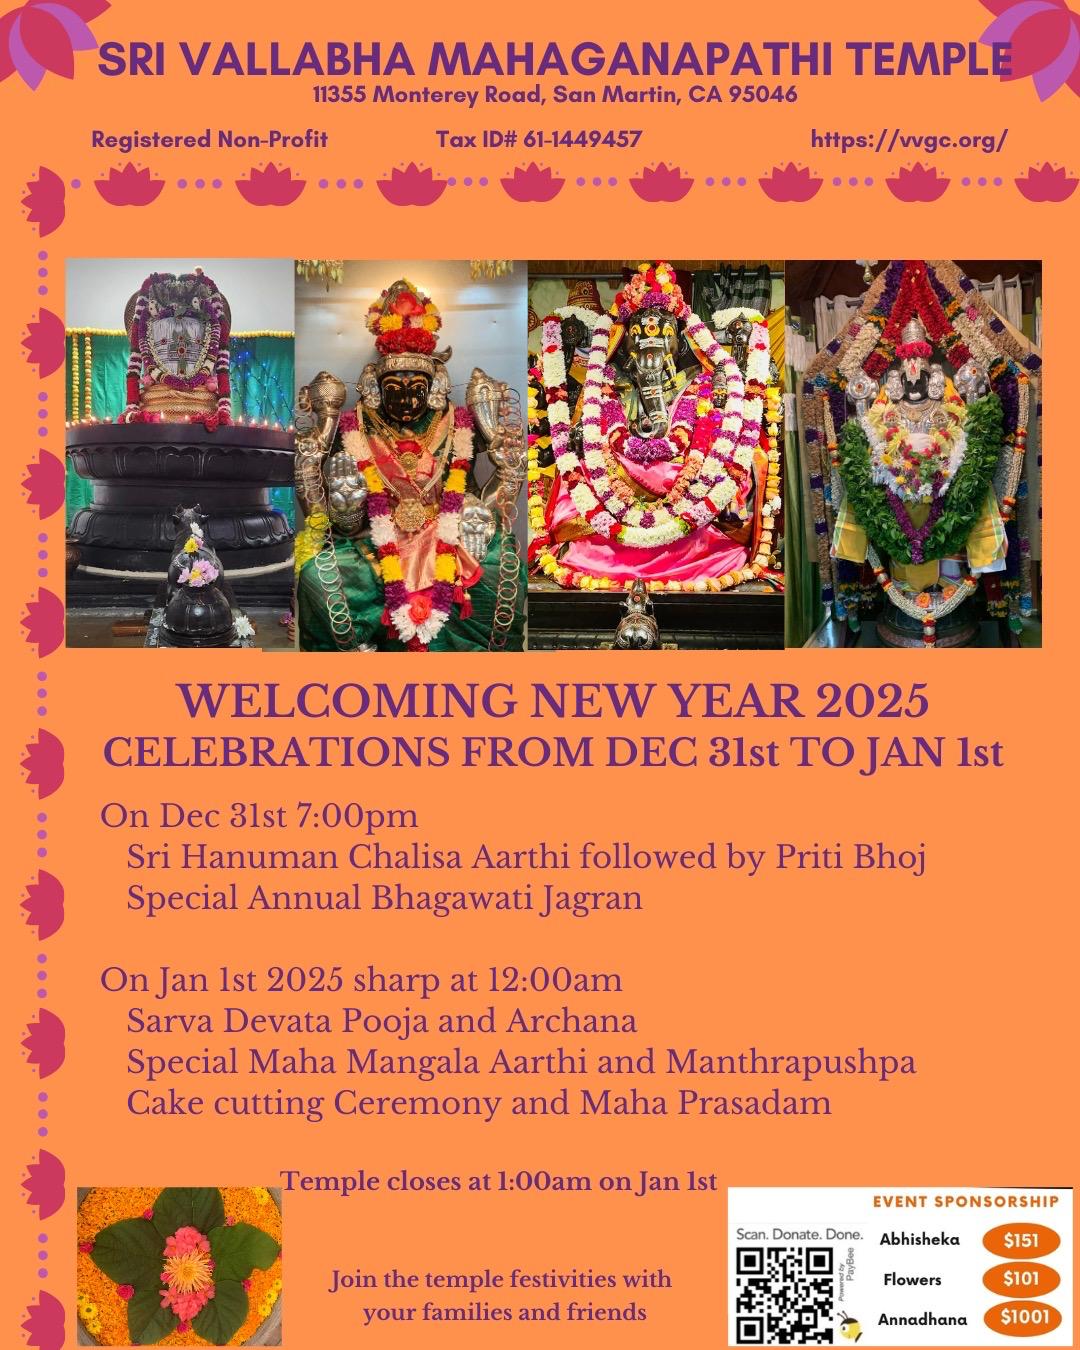 SRI VALLABHA MAHAGANAPATHI TEMPLE
11355 Monterey Road, San Martin, CA 95046
Registered Non-Profit Tax ID# 61-1449457 https://vvgc.org/
WELCOMING NEW YEAR 2025
CELEBRATIONS FROM DEC 31st TO JAN 1st
On Dec 31st 7:00pm
Sri Hanuman Chalisa Aarthi followed by Priti Bhoj
Special Annual Bhagawati Jagran
On Jan 1st 2025 sharp at 12:00am
Sarva Devata Pooja and Archana
Special Maha Mangala Aarthi and Manthrapushpa
Cake cutting Ceremony and Maha Prasadam
Temple closes at 1:00am on Jan 1st
Join the temple festivities with
your families and friends
EVENT SPONSORSHIP
Scan. Donate. Done.
Powered by
PayBee
Abhisheka $151
Flowers $101
Annadhana $1001